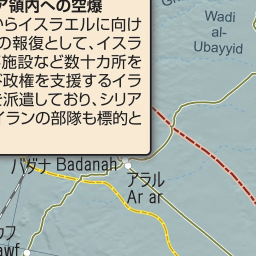 ア領内への空爆
からイスラエルに向け
の報復として、イスラ
施設など数十カ所を
政権を支援するイラ
を派遣しており、シリア
イランの部隊も標的と
Wadi
al-
Ubayyid
バダナ Badanah
アラル
Ar ar
フ
awf